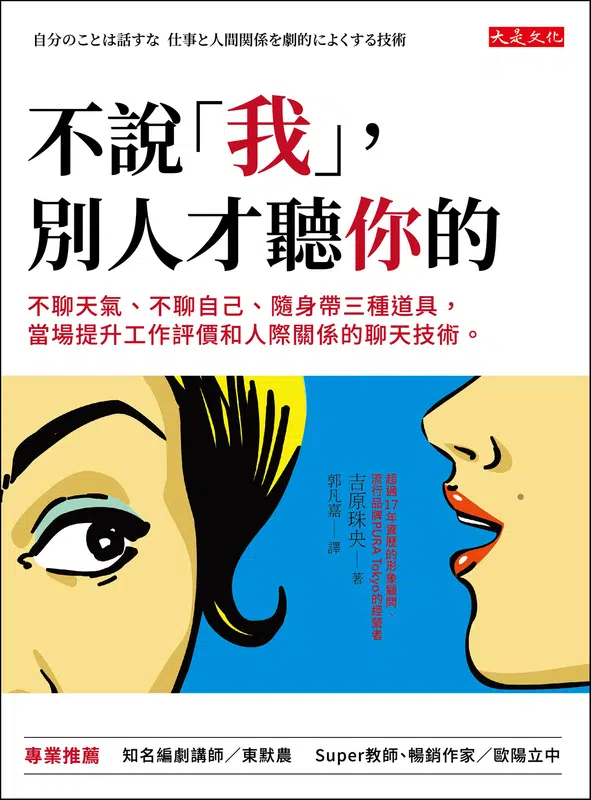 自分のことは話すな 仕事と人間関係を劇的によくする技術
大是文化
不說「我」，
別人才聽你的
不聊天氣、不聊自己、隨身帶三種道具，
當場提升工作評價和人際關係的聊天技術。
超過17年資歷的形象顧問、
流行品牌PURA Tokyo的經營者
吉原珠央——著
郭凡嘉——譯
專業推薦 知名編劇講師／東默農 Super教師、暢銷作家／歐陽立中